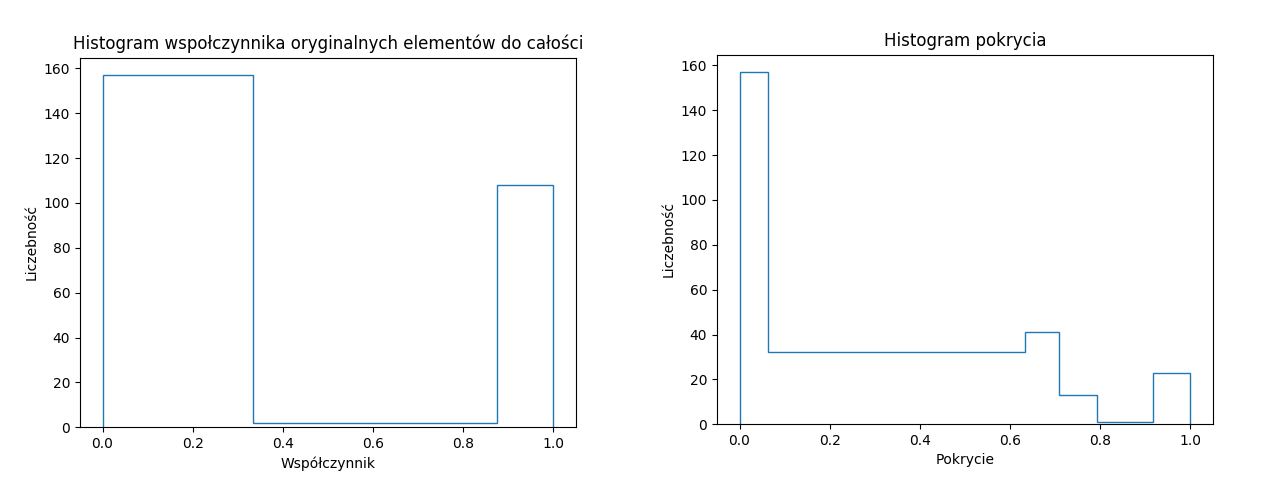 Histogram wspołczynnika oryginalnych elementów do całości
160
140
120
100
80
60
40
20
0
Liczebność
0.0 0.2 0.4 0.6 0.8 1.0
Współczynnik
Histogram pokrycia
160
140
120
100
80
60
40
20
0
Liczebność
0.0 0.2 0.4 0.6 0.8 1.0
Pokrycie